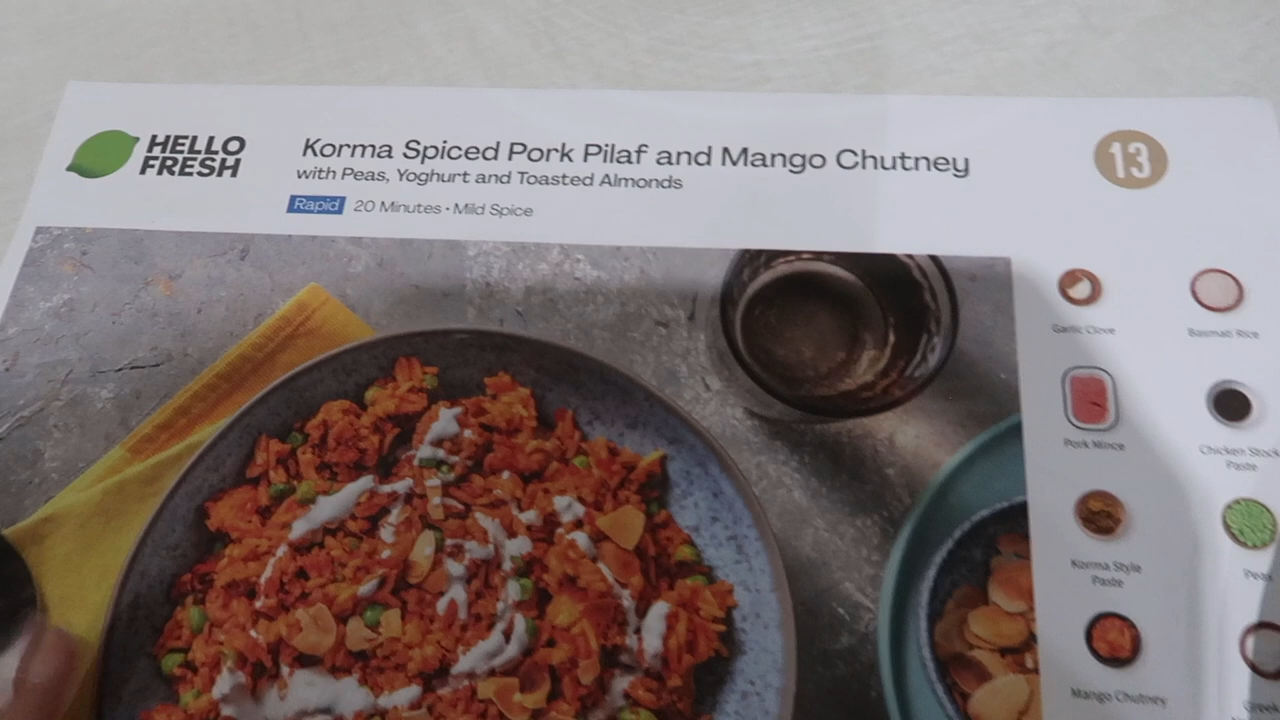 HELLO
FRESH
Korma Spiced Pork Pilaf and Mango Chutney
with Peas, Yoghurt and Toasted Almonds
Rapid 20 Minutes • Mild Spice
13
Garlic Clove
Basmati Rice
Pork Mince
Chicken Stock
Paste
Korma Style
Paste
Peas
Mango Chutney
Greek